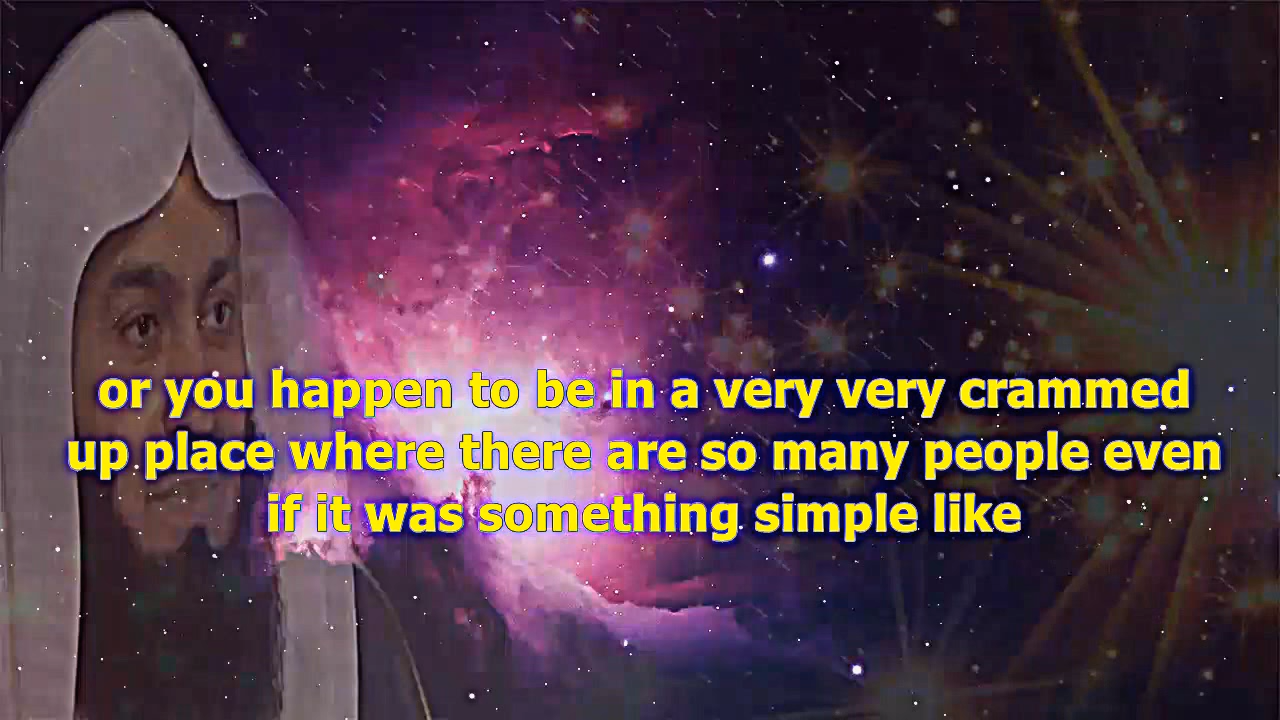 or you happen to be in a very very crammed
up place where there are so many people even
if it was something simple like